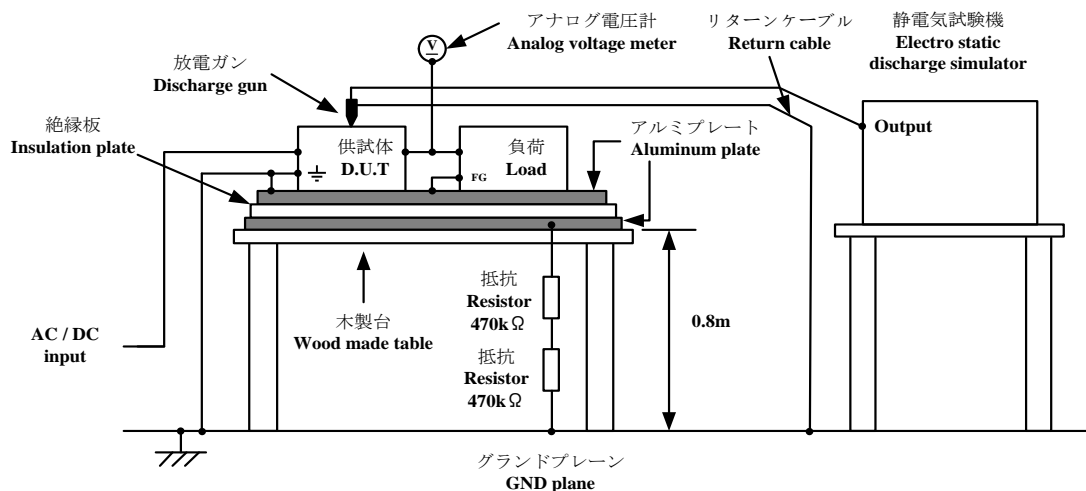 アナログ電圧計
Analog voltage meter
リターンケーブル
Return cable
静電気試験機
Electro static
discharge simulator
V
放電ガン
Discharge gun
絶縁板
Insulation plate
供試体
D.U.T
負荷
Load
FG
アルミプレート
Aluminum plate
Output
抵抗
Resistor
470kΩ
0.8m
木製台
Wood made table
AC / DC
input
抵抗
Resistor
470kΩ
グランドプレーン
GND plane